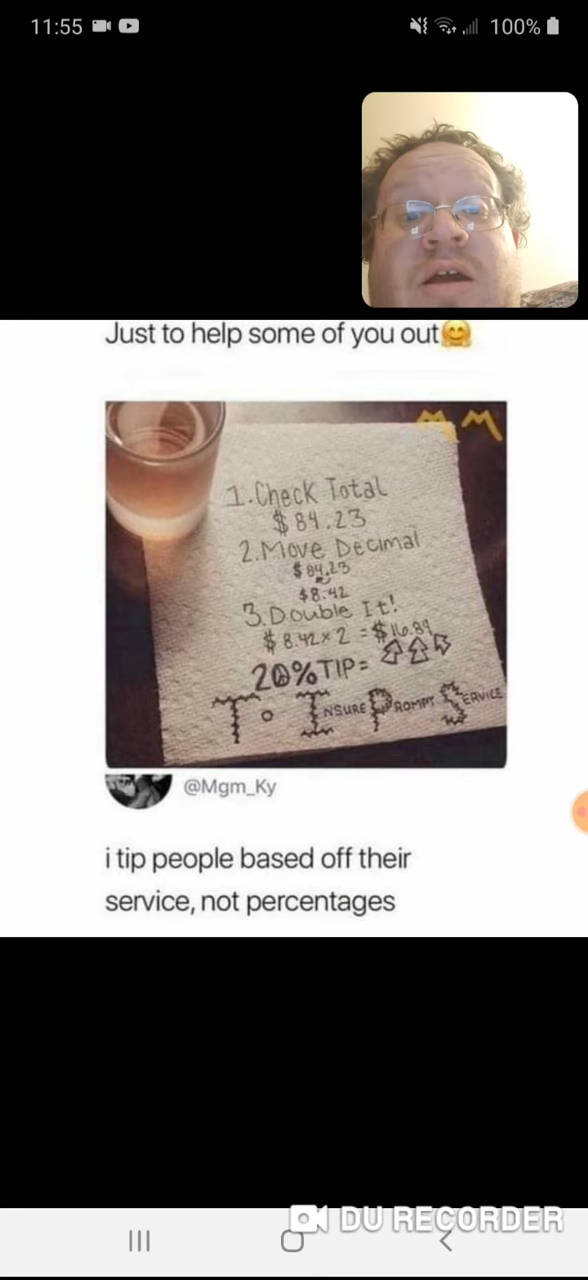 11:55 100%
Just to help some of you out🤗
1.Check Total
$84.23
2.Move Decimal
$84.23
$8.42
3.Double It!
$8.42x2 =$16.84
20%TIP=
T. INSURE PROMPT SERVICE
@Mgm_Ky
i tip people based off their
service, not percentages
DU RECORDER